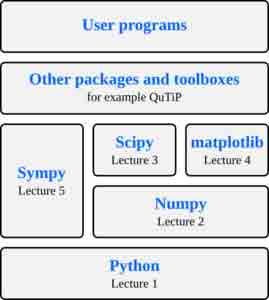 User programs
Other packages and toolboxes
for example QuTiP
Scipy
Lecture 3
matplotlib
Lecture 4
Sympy
Lecture 5
Numpy
Lecture 2
Python
Lecture 1